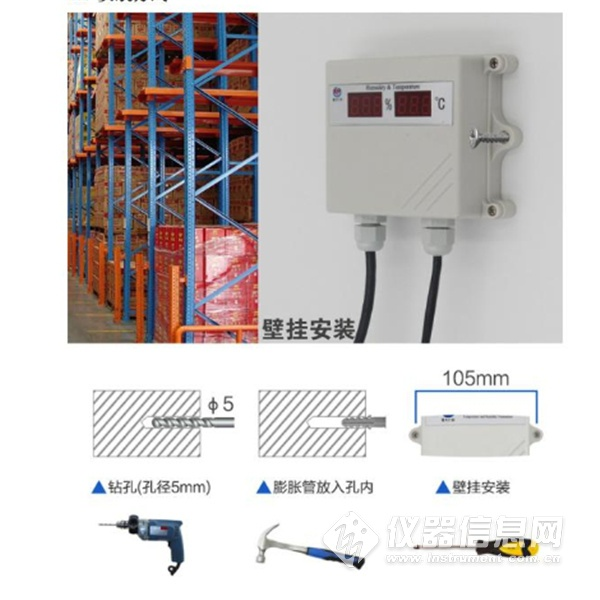 Humidity & Temperature
% ℃
壁挂安装
105mm
ϕ5
▲钻孔(孔径5mm)
▲膨胀管放入孔内
▲壁挂安装
仪器信息网
www.instrument.com.cn